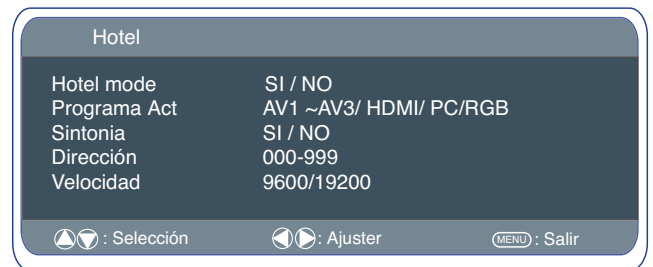 Hotel
Hotel mode SI / NO
Programa Act AV1 ~AV3/ HDMI/ PC/RGB
Sintonia SI / NO
Dirección 000-999
Velocidad 9600/19200
: Selección : Ajuster MENU : Salir